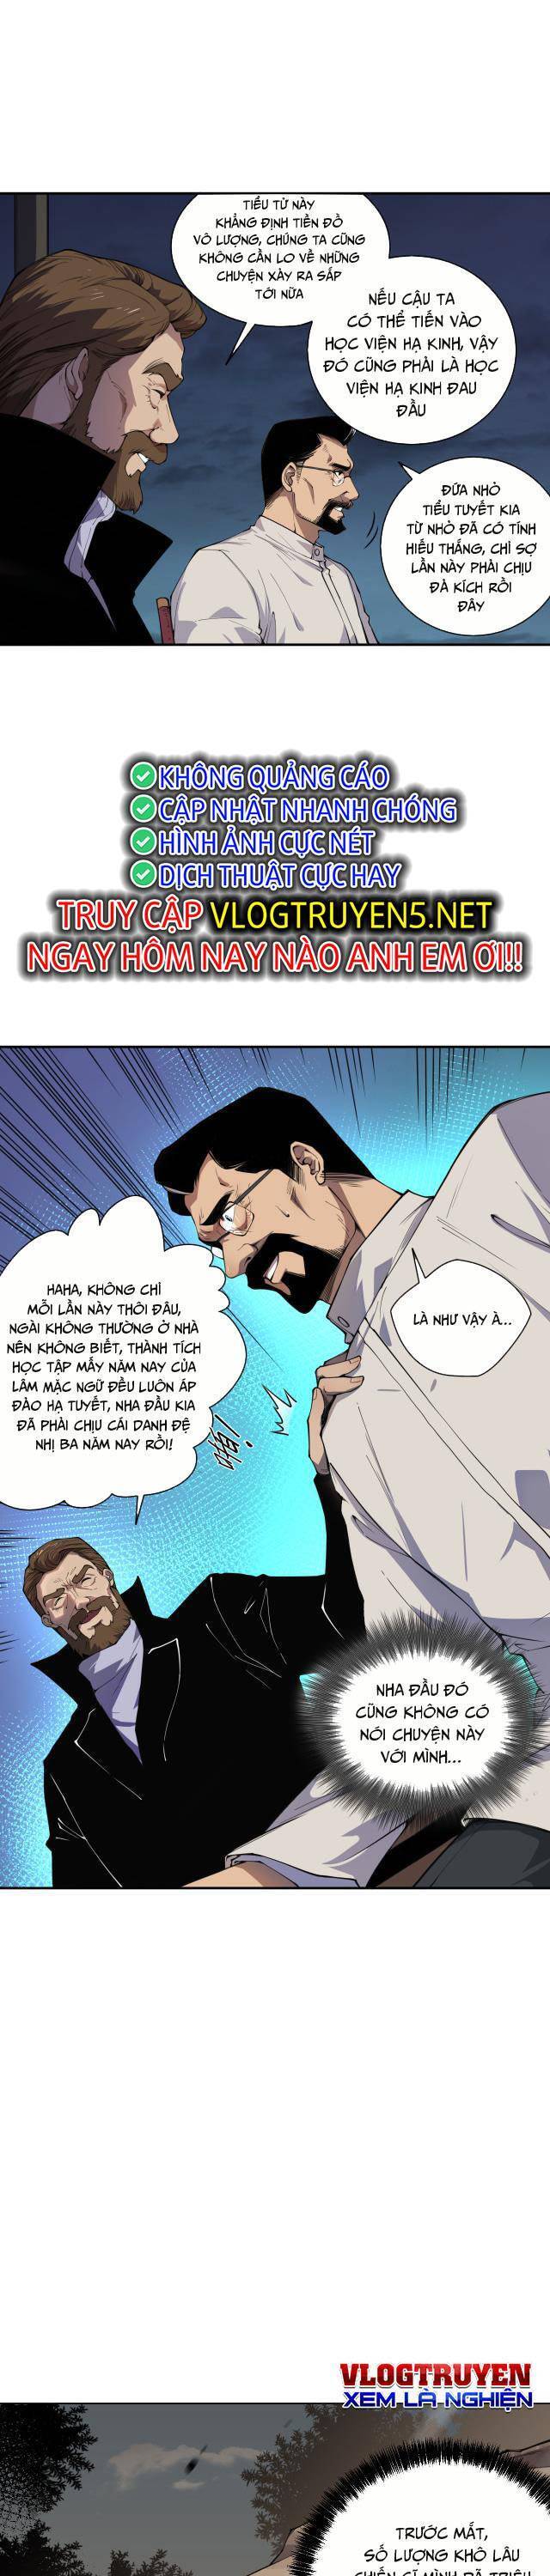 TIỂU TỬ NÀY
KHẲNG ĐỊNH TIỀN ĐỒ
VÔ LƯỢNG, CHÚNG TA CŨNG
KHÔNG CẦN LO VỀ NHỮNG
CHUYỆN XẢY RA SẮP
TỚI NỮA
NẾU CẬU TA
CÓ THỂ TIẾN VÀO
HỌC VIỆN HẠ KINH, VẬY
ĐÓ CŨNG PHẢI LÀ HỌC
VIỆN HẠ KINH ĐAU
ĐẦU
ĐỨA NHỎ
TIỂU TUYẾT KIA
TỪ NHỎ ĐÃ CÓ TÍNH
HIẾU THẮNG, CHỈ SỢ
LẦN NÀY PHẢI CHỊU
ĐẢ KÍCH RỒI
ĐÂY
KHÔNG QUẢNG CÁO
CẬP NHẬT NHANH CHÓNG
HÌNH ẢNH CỰC NÉT
DỊCH THUẬT CỰC HAY
TRUY CẬP VLOGTRUYEN5.NET
NGAY HÔM NAY NÀO ANH EM ƠI!!
HAHA, KHÔNG CHỈ
MỖI LẦN NÀY THÔI ĐÂU,
NGÀI KHÔNG THƯỜNG Ở NHÀ
NÊN KHÔNG BIẾT, THÀNH TÍCH
HỌC TẬP MẤY NĂM NAY CỦA
LÂM MẶC NGỮ ĐỀU LUÔN ÁP
ĐẢO HẠ TUYẾT, NHA ĐẦU KIA
ĐÃ PHẢI CHỊU CÁI DANH ĐỆ
NHỊ BA NĂM NAY RỒI!
LÀ NHƯ VẬY À...
NHA ĐẦU ĐÓ
CŨNG KHÔNG CÓ
NÓI CHUYỆN NÀY
VỚI MÌNH...
VLOGTRUYEN
XEM LÀ NGHIỆN
TRƯỚC MẮT,
SỐ LƯỢNG KHÔ LÂU
CHIẾN SĨ MÌNH ĐÃ TRIỆU